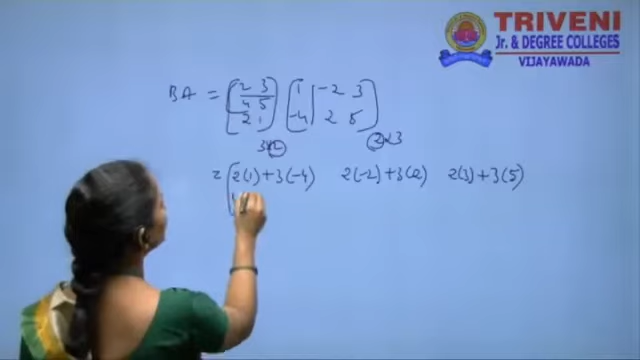 TRIVENI
Jr. & DEGREE COLLEGES
VIJAYAWADA
BA = [2 3 [1 -2 3
4 5
2 1] -4 2 5]
3×2 2×3
= [2(1)+3(-4) 2(-2)+3(2) 2(3)+3(5)